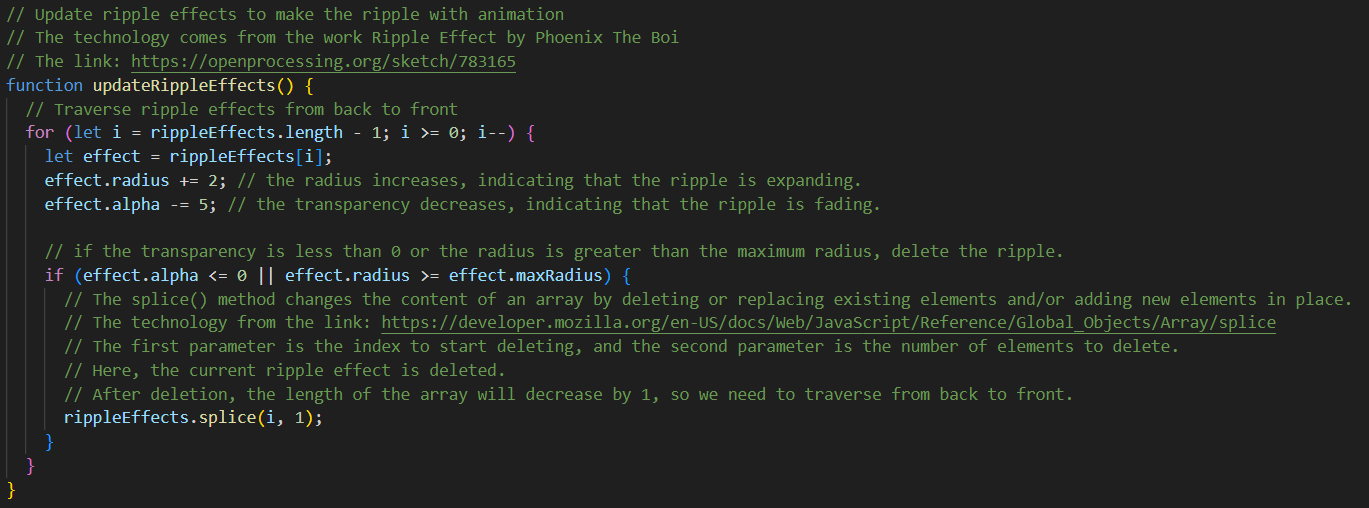 // Update ripple effects to make the ripple with animation
// The technology comes from the work Ripple Effect by Phoenix The Boi
// The link: https://openprocessing.org/sketch/783165
function updateRippleEffects() {
  // Traverse ripple effects from back to front
  for (let i = rippleEffects.length - 1; i >= 0; i--) {
    let effect = rippleEffects[i];
    effect.radius += 2; // the radius increases, indicating that the ripple is expanding.
    effect.alpha -= 5; // the transparency decreases, indicating that the ripple is fading.

    // if the transparency is less than 0 or the radius is greater than the maximum radius, delete the ripple.
    if (effect.alpha <= 0 || effect.radius >= effect.maxRadius) {
      // The splice() method changes the content of an array by deleting or replacing existing elements and/or adding new elements in place.
      // The technology from the link: https://developer.mozilla.org/en-US/docs/Web/JavaScript/Reference/Global_Objects/Array/splice
      // The first parameter is the index to start deleting, and the second parameter is the number of elements to delete.
      // Here, the current ripple effect is deleted.
      // After deletion, the length of the array will decrease by 1, so we need to traverse from back to front.
      rippleEffects.splice(i, 1);
    }
  }
}